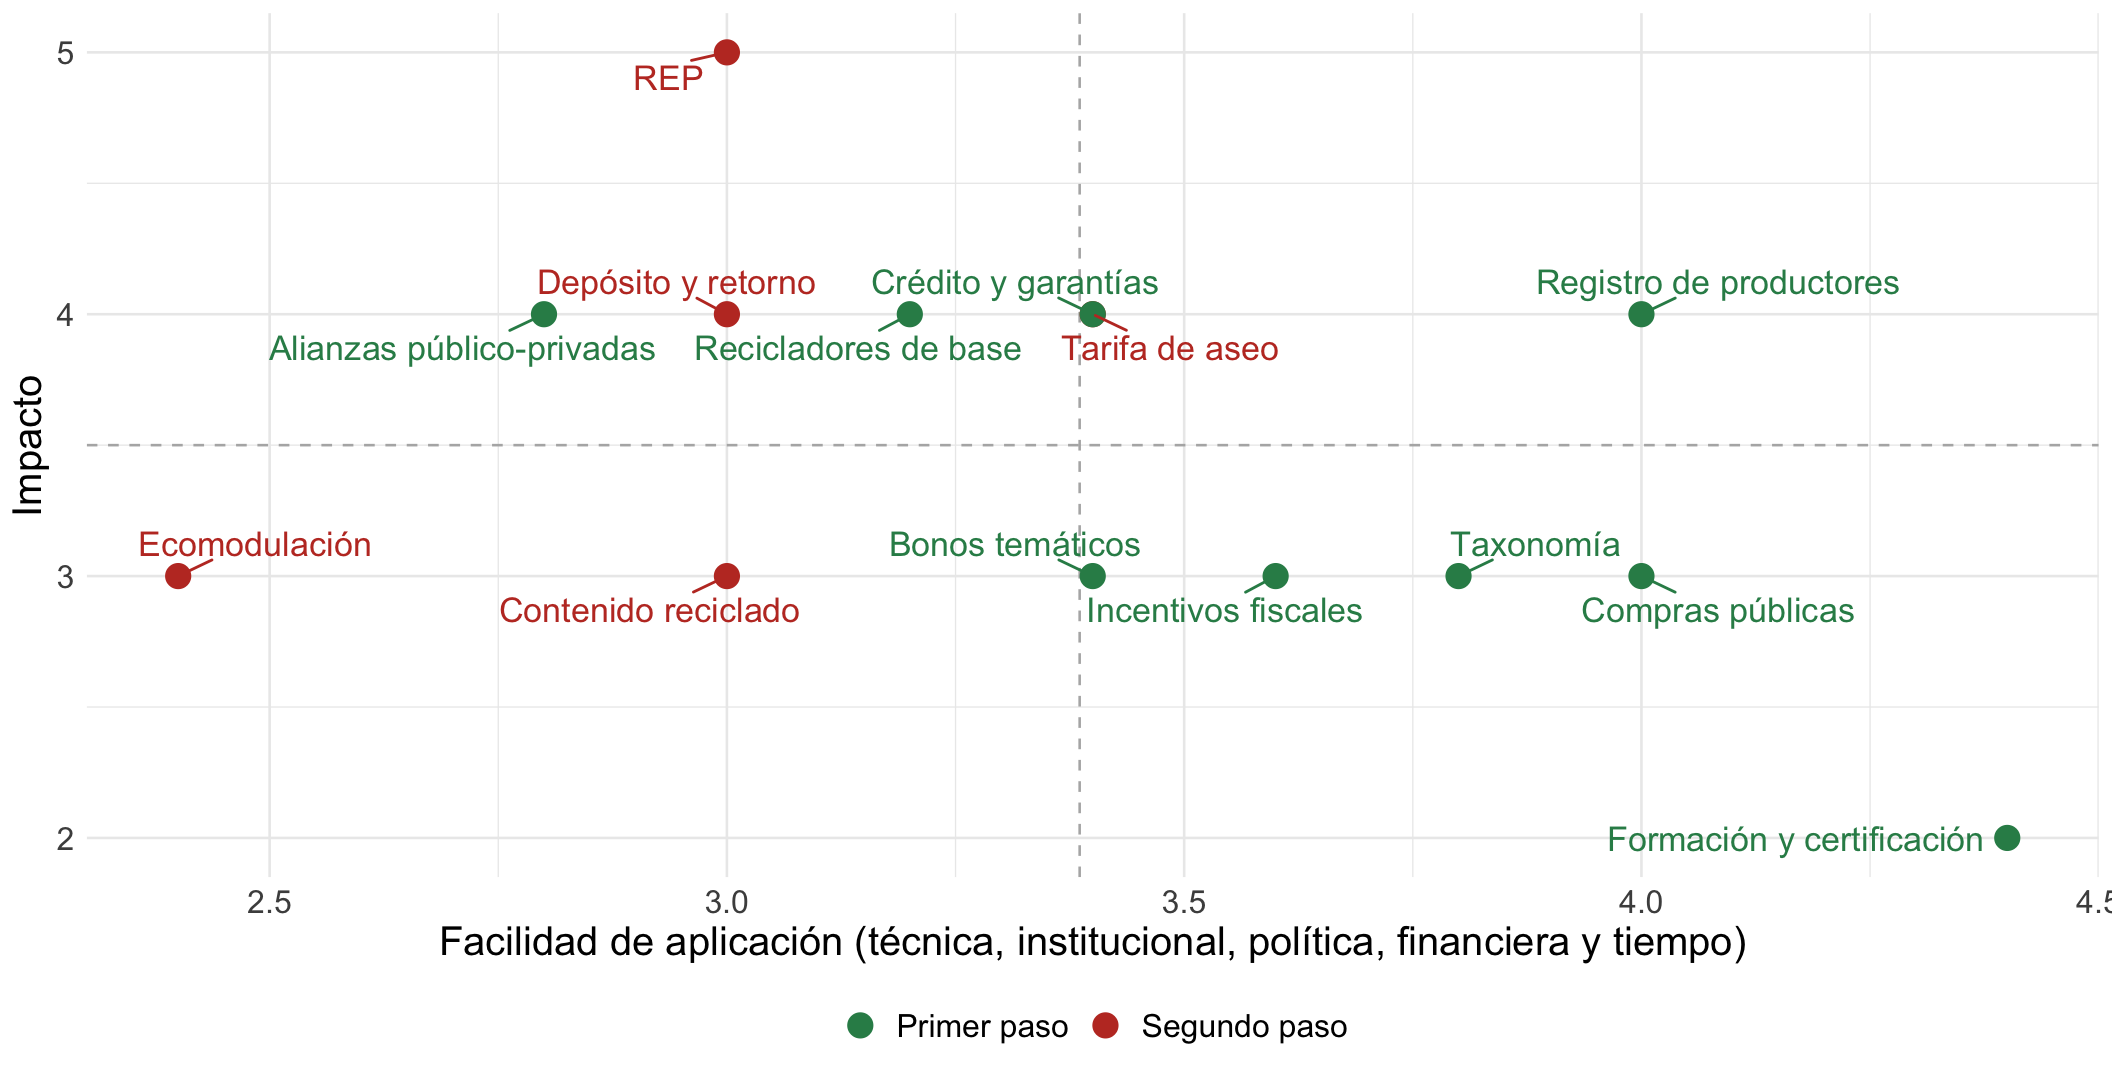 5
REP
Depósito y retorno
Crédito y garantías
Registro de productores
4
Alianzas público-privadas
Recicladores de base
Tarifa de aseo
Impacto
Ecomodulación
Bonos temáticos
Taxonomía
3
Contenido reciclado
Incentivos fiscales
Compras públicas
2
Formación y certificación
2.5
3.0
3.5
4.0
4.5
Facilidad de aplicación (técnica, institucional, política, financiera y tiempo)
Primer paso
Segundo paso